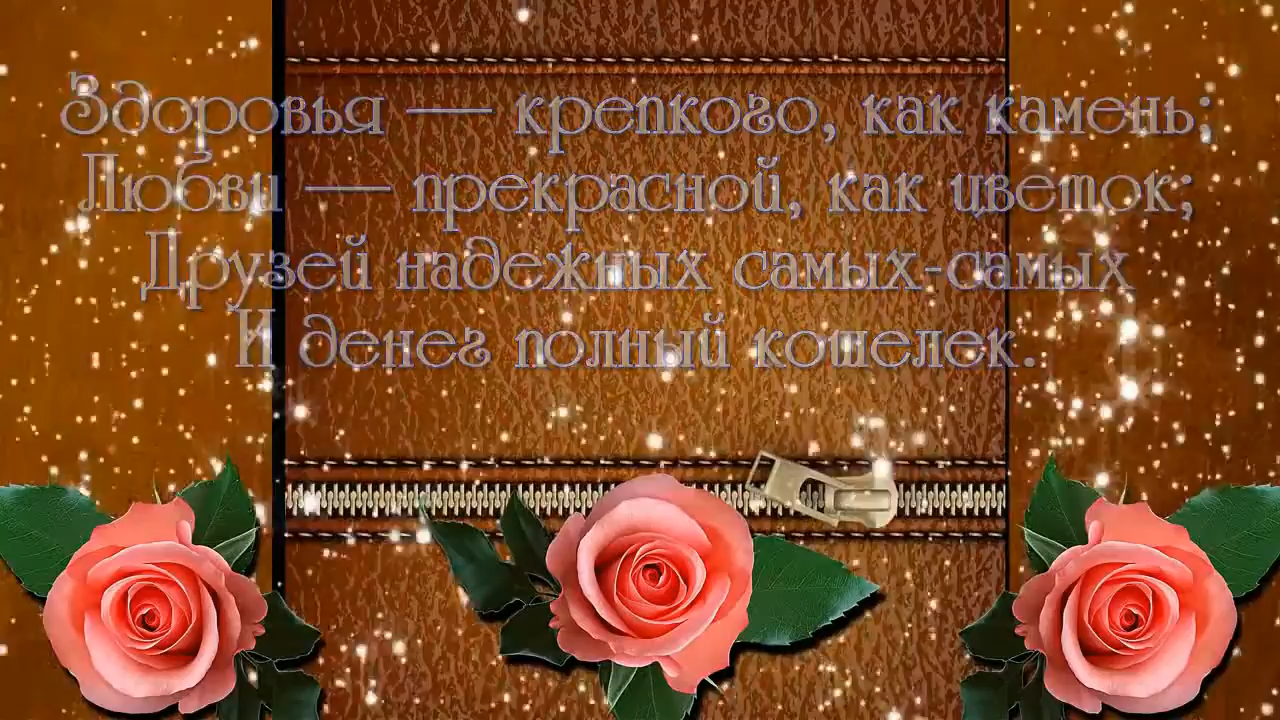 Здоровья — крепкого, как камень;
Любви — прекрасной, как цветок;
Друзей надежных самых-самых
И денег полный кошелек.